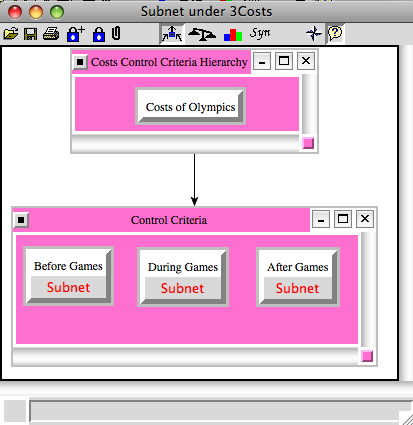 Subnet under 3Costs
Syn
Costs Control Criteria Hierarchy
Costs of Olympics
Control Criteria
Before Games
Subnet
During Games
Subnet
After Games
Subnet